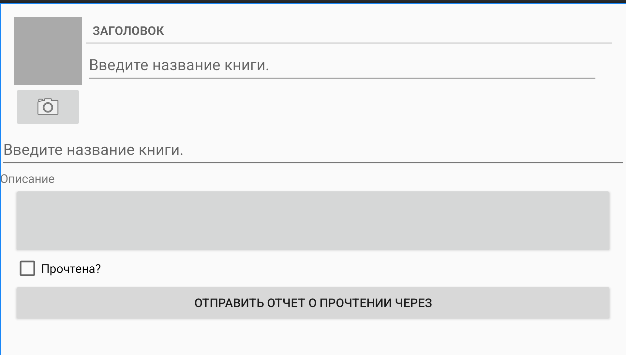 ЗАГОЛОВОК
Введите название книги.
Введите название книги.
Описание
Прочтена?
ОТПРАВИТЬ ОТЧЕТ О ПРОЧТЕНИИ ЧЕРЕЗ